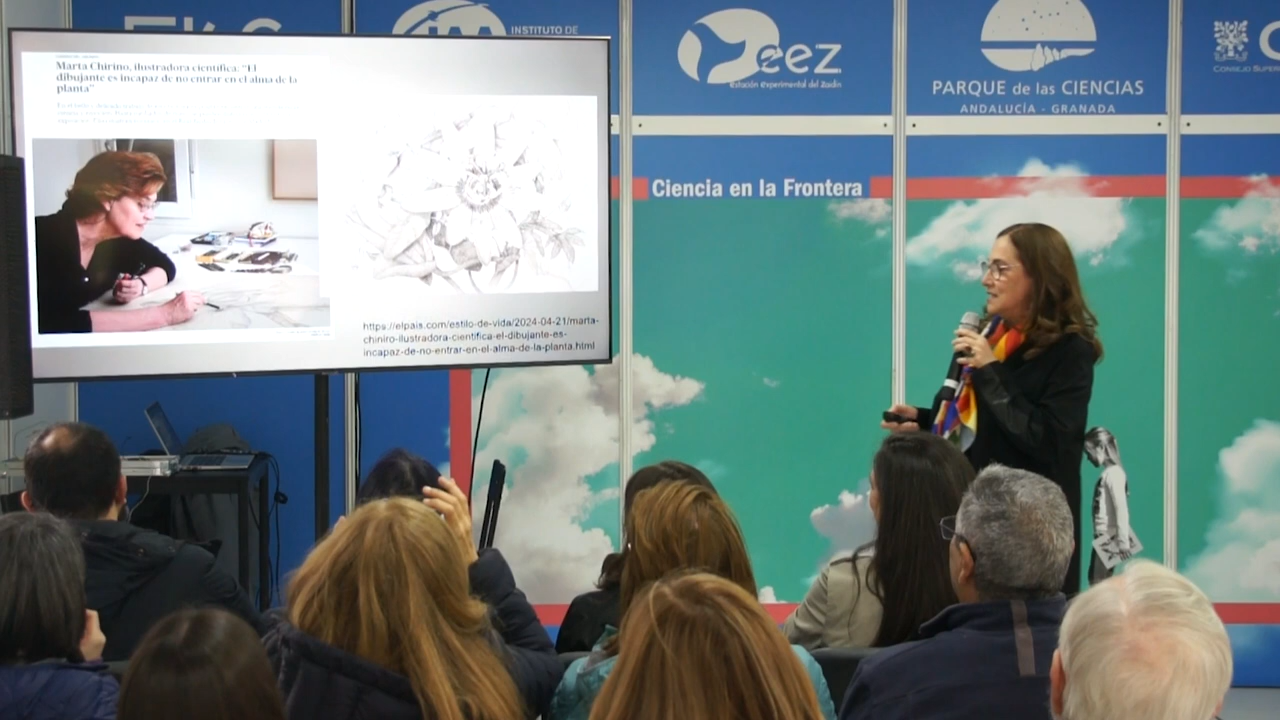 INSTITUTO DE
eez
Estación Experimental del Zaidín
PARQUE de las CIENCIAS
ANDALUCÍA - GRANADA
Marta Chirino, ilustradora científica: "El
dibujante es incapaz de no entrar en el alma de la
planta"
Ciencia en la Frontera
https://elpais.com/estilo-de-vida/2024-04-21/marta-
chiriro-ilustradora-cientifica-el-dibujante-es-
incapaz-de-no-entrar-en-el-alma-de-la-planta.html